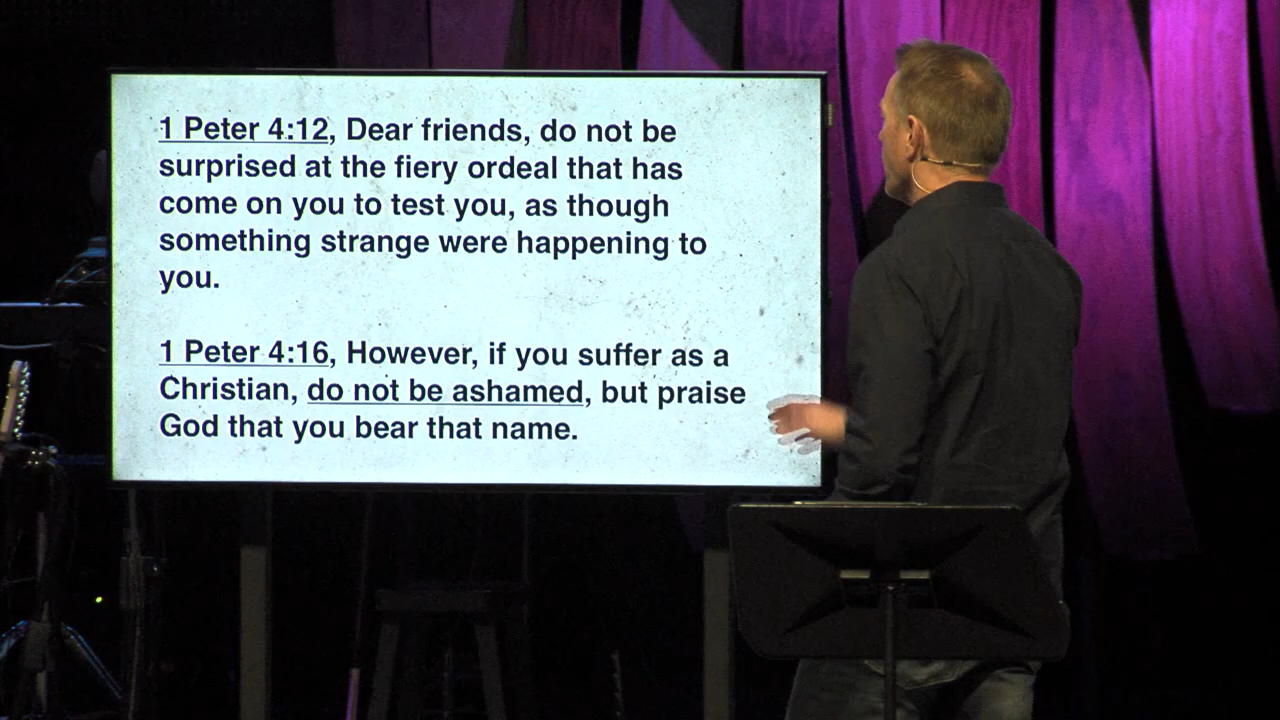 1 Peter 4:12, Dear friends, do not be
surprised at the fiery ordeal that has
come on you to test you, as though
something strange were happening to
you.
1 Peter 4:16, However, if you suffer as a
Christian, do not be ashamed, but praise
God that you bear that name.